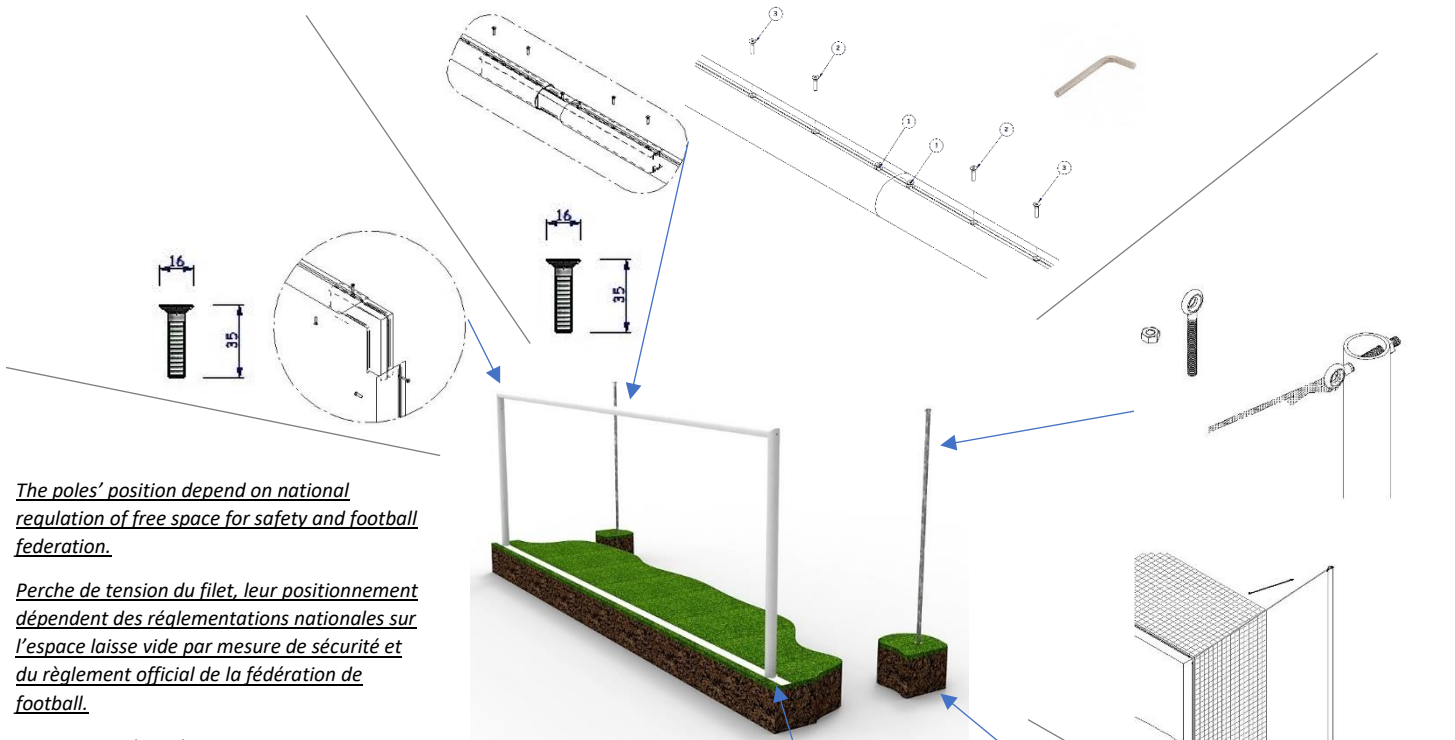 3
2
1
1
2
3
16
35
16
35
The poles’ position depend on national
regulation of free space for safety and football
federation.
Perche de tension du filet, leur positionnement
dépendent des réglementations nationales sur
l’espace laisse vide par mesure de sécurité et
du règlement official de la fédération de
football.